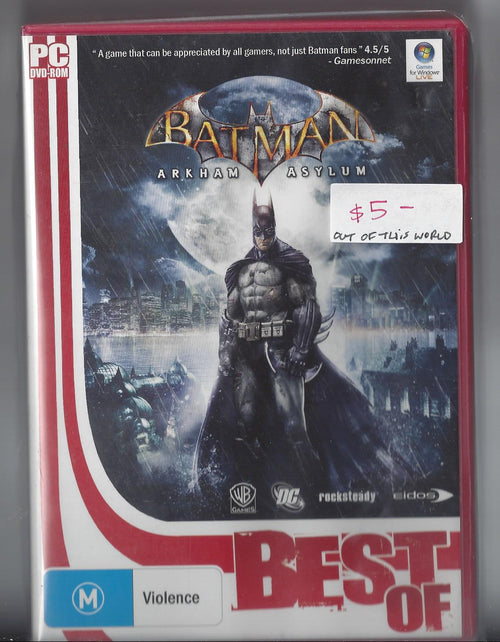 PC
DVD-ROM
“ A game that can be appreciated by all gamers, not just Batman fans ” 4.5/5
- Gamesonnet
Games
for Windows
LIVE
BATMAN
ARKHAM ASYLUM
$5 –
OUT OF THIS WORLD
WB
GAMES
DC
rocksteady
eidos
BEST
OF
M
Violence